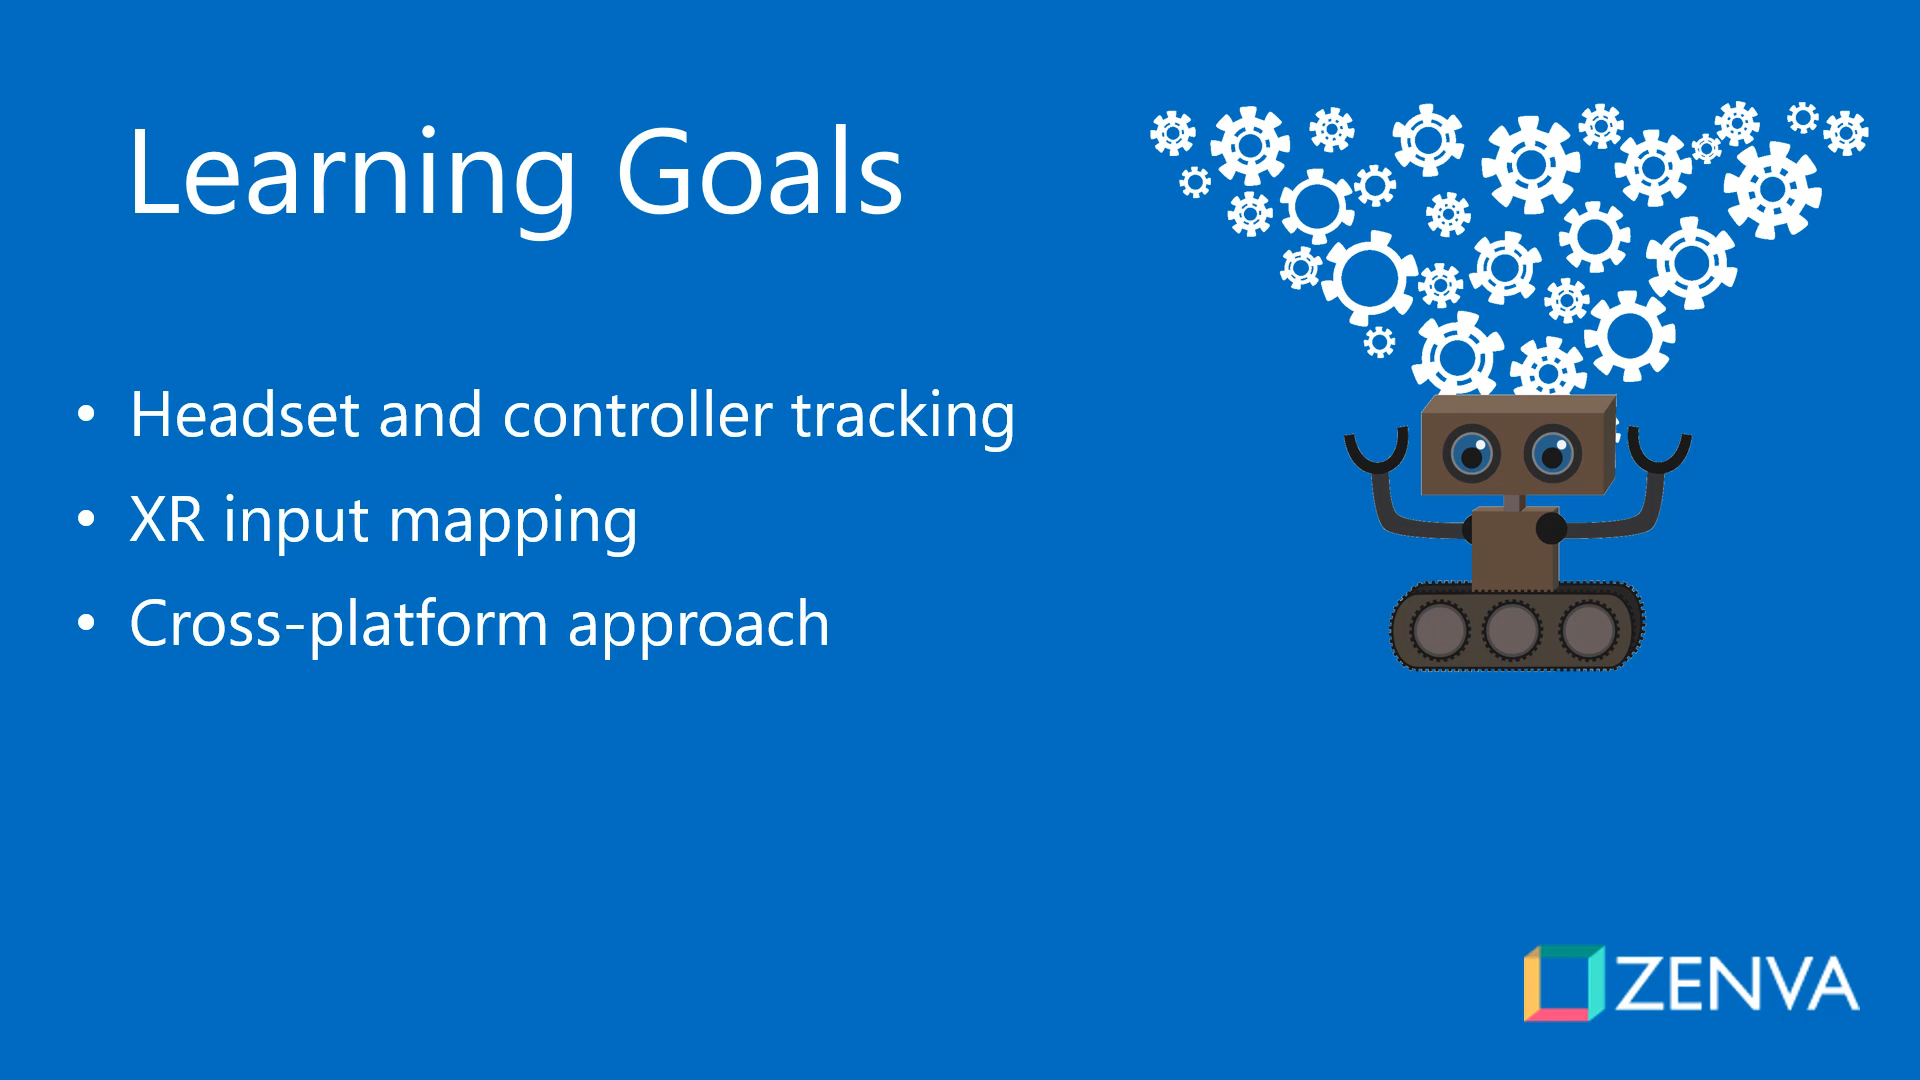 Learning Goals
• Headset and controller tracking
• XR input mapping
• Cross-platform approach
ZENVA